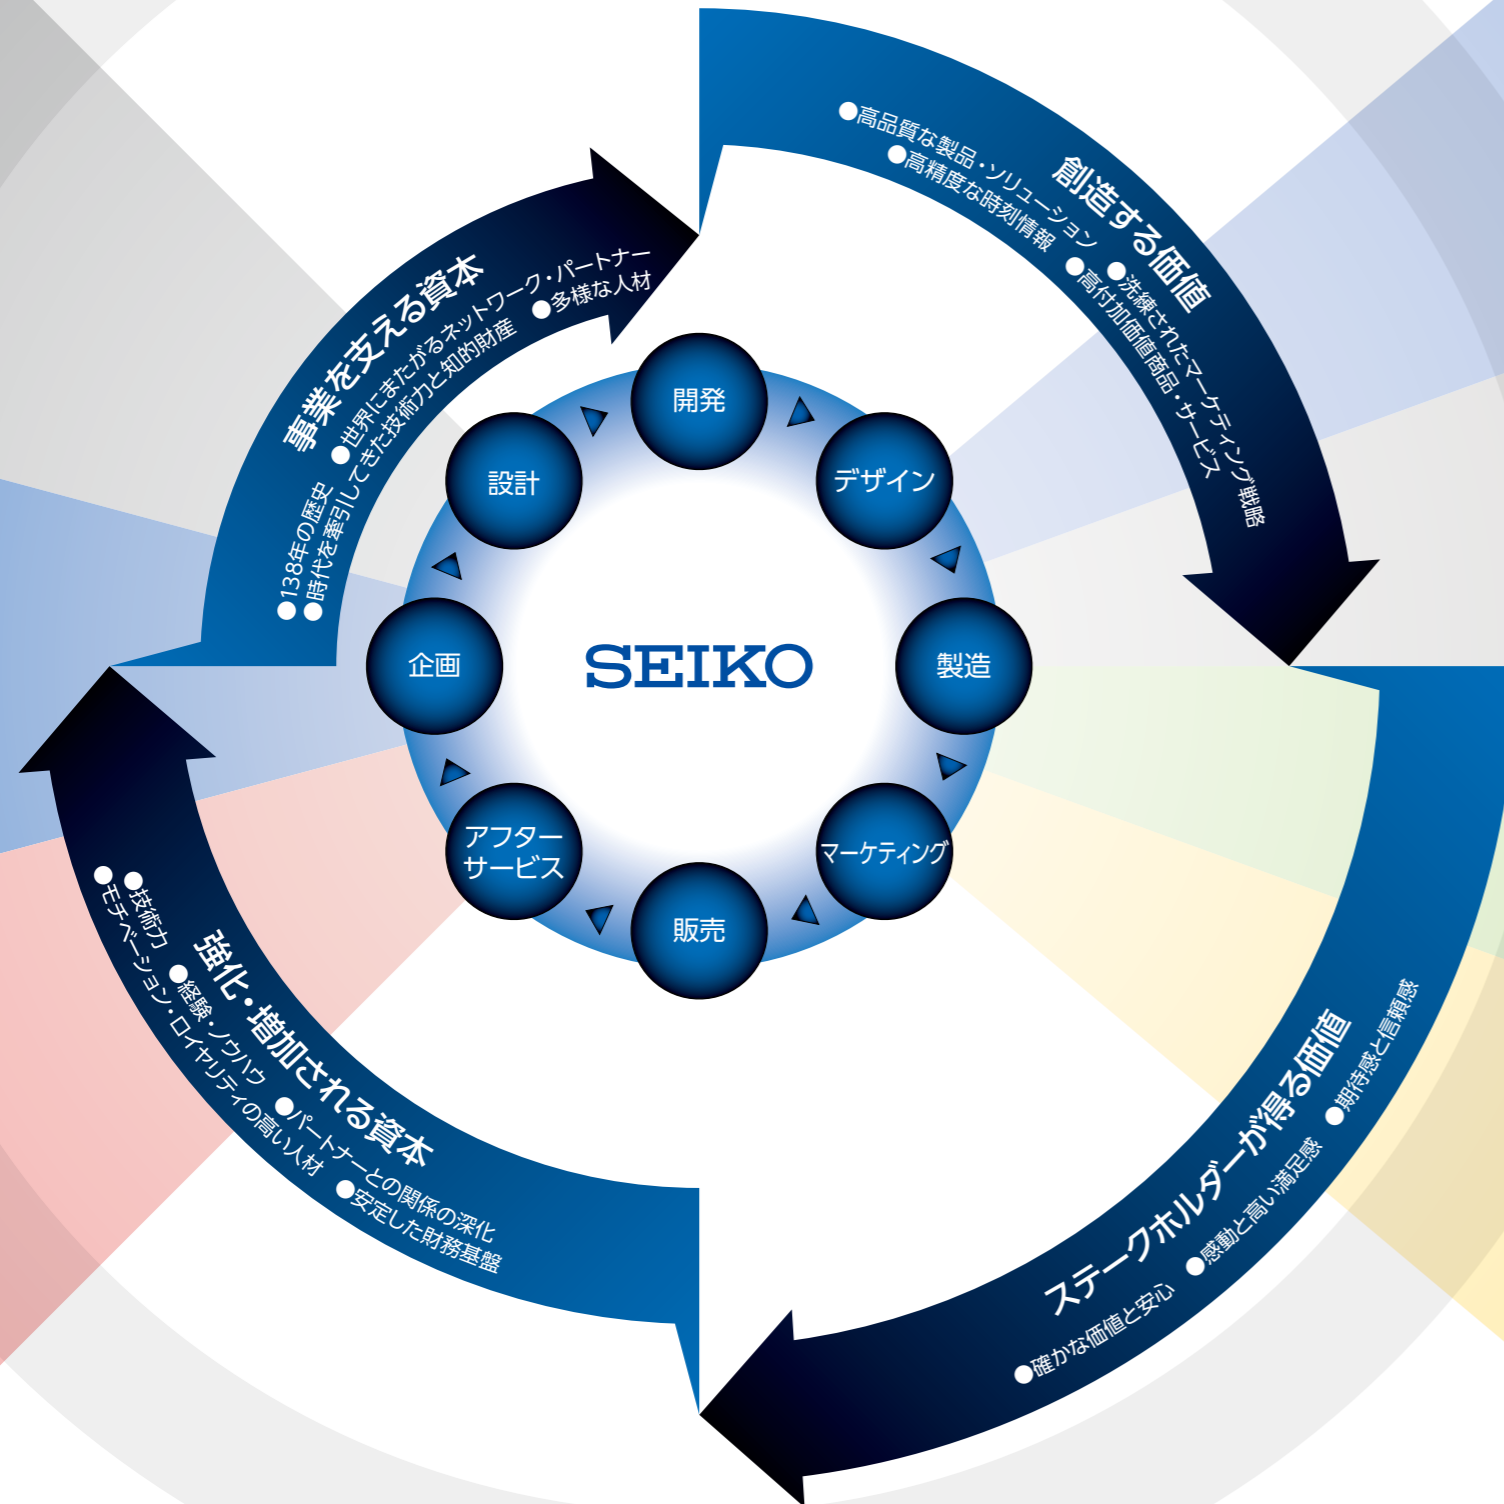 事業を支える資本
●138年の歴史 ●世界にまたがるネットワーク・パートナー
●時代を牽引してきた技術力と知的財産 ●多様な人材
創造する価値
●高品質な製品・ソリューション ●洗練されたマーケティング戦略
●高精度な時刻情報 ●高付加価値商品・サービス
ステークホルダーが得る価値
●確かな価値と安心 ●感動と高い満足感 ●期待感と信頼感
強化・増加される資本
●技術力 ●経験・ノウハウ ●パートナーとの関係の深化
●モチベーション・ロイヤリティの高い人材 ●安定した財務基盤
開発
デザイン
製造
マーケティング
販売
アフター
サービス
企画
設計
SEIKO